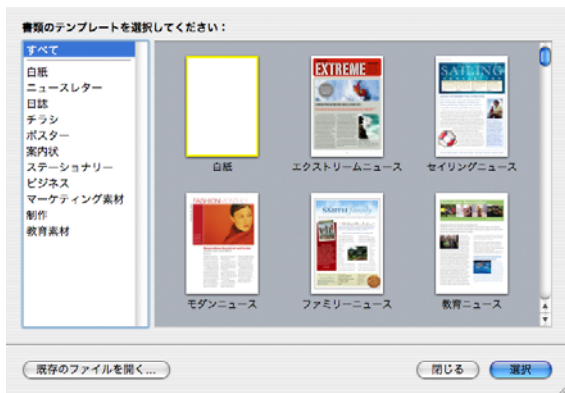 書類のテンプレートを選択してください：
すべて
白紙
ニュースレター
日誌
チラシ
ポスター
案内状
ステーショナリー
ビジネス
マーケティング素材
制作
教育素材
EXTREME
SAILING
白紙
エクストリームニュース
セイリングニュース
FASHION
SMITH family
モダンニュース
ファミリーニュース
教育ニュース
既存のファイルを開く...
閉じる
選択